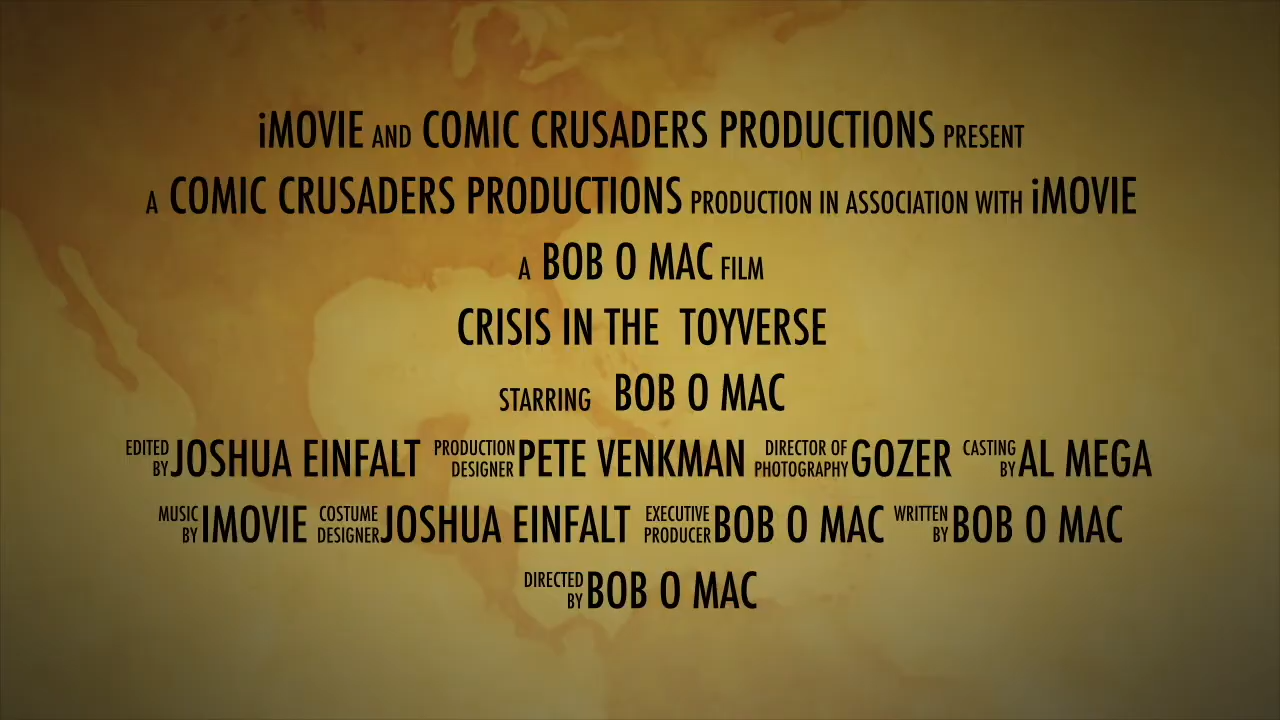 iMOVIE AND COMIC CRUSADERS PRODUCTIONS PRESENT
A COMIC CRUSADERS PRODUCTIONS PRODUCTION IN ASSOCIATION WITH iMOVIE
A BOB O MAC FILM
CRISIS IN THE TOYVERSE
STARRING BOB O MAC
EDITED BY JOSHUA EINFALT PRODUCTION DESIGNER PETE VENKMAN DIRECTOR OF PHOTOGRAPHY GOZER CASTING BY AL MEGA
MUSIC BY IMOVIE COSTUME DESIGNER JOSHUA EINFALT EXECUTIVE PRODUCER BOB O MAC WRITTEN BY BOB O MAC
DIRECTED BY BOB O MAC